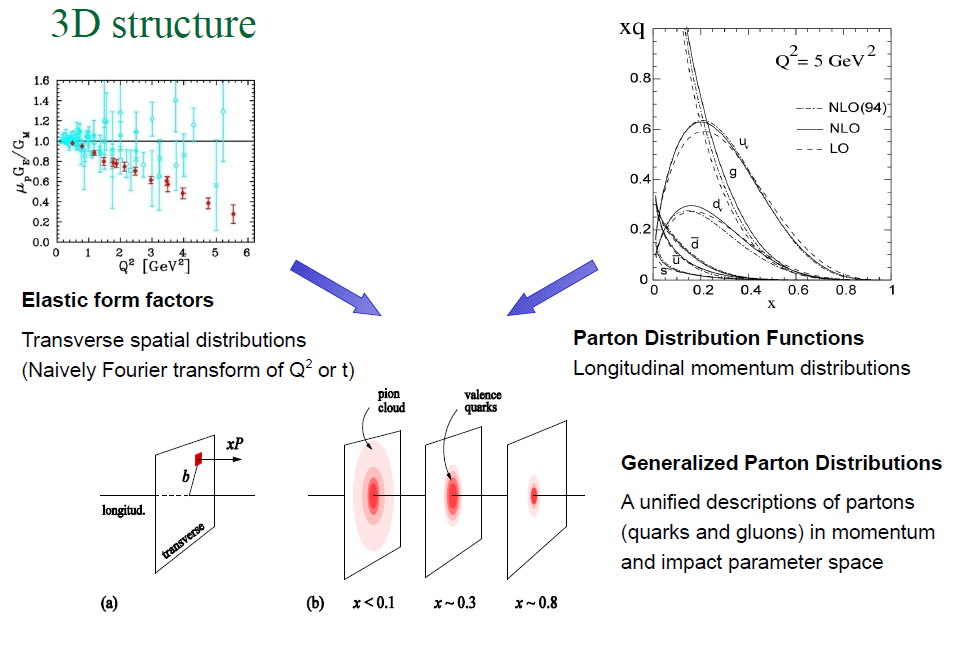 3D structure
μ_p G_E/G_M
1.6
1.4
1.2
1.0
0.8
0.6
0.4
0.2
0.0
0 1 2 3 4 5 6
Q² [GeV²]
xq
Q² = 5 GeV²
NLO(94)
NLO
LO
0.8
0.6
0.4
0.2
0
u_v
g
d_v
d̅
u̅
s
0 0.2 0.4 0.6 0.8 1
x
Elastic form factors
Transverse spatial distributions
(Naively Fourier transform of Q² or t)
Parton Distribution Functions
Longitudinal momentum distributions
xP
b
longitud.
transverse
(a)
pion
cloud
valence
quarks
(b) x < 0.1 x ~ 0.3 x ~ 0.8
Generalized Parton Distributions
A unified descriptions of partons
(quarks and gluons) in momentum
and impact parameter space